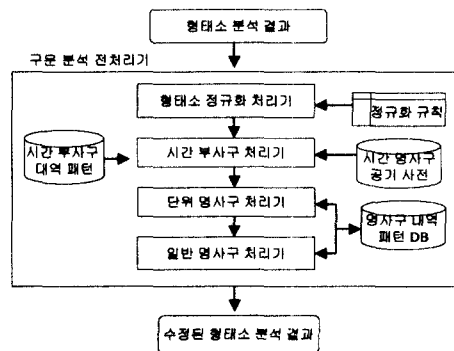 형태소 분석 결과
구문 분석 전처리기
형태소 정규화 처리기
정규화 규칙
시간 부사구
대역 패턴
시간 부사구 처리기
시간 명사구
공기 사전
단위 명사구 처리기
명사구 대역
패턴 DB
일반 명사구 처리기
수정된 형태소 분석 결과